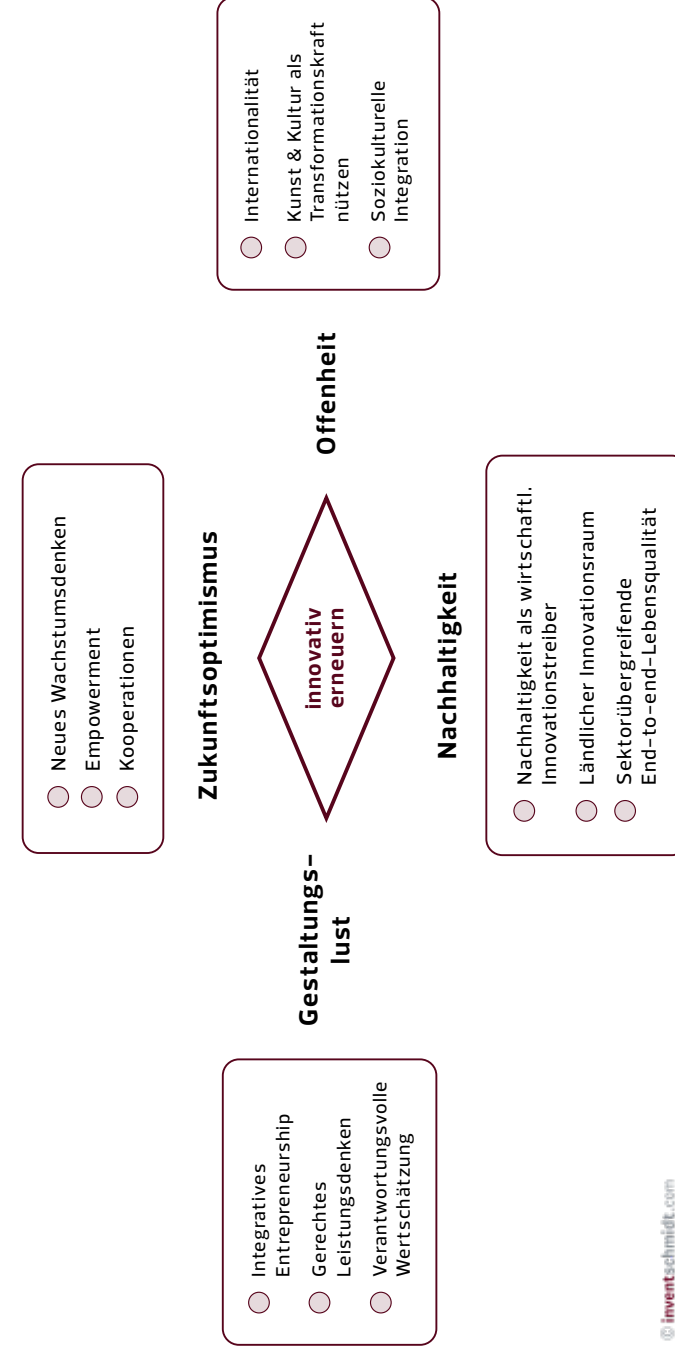 Neues Wachstumsdenken
Empowerment
Kooperationen
Zukunftsoptimismus
Integratives
Entrepreneurship
Gerechtes
Leistungsdenken
Verantwortungsvolle
Wertschätzung
Gestaltungs-
lust
innovativ
erneuern
Offenheit
Internationalität
Kunst & Kultur als
Transformationskraft
nützen
Soziokulturelle
Integration
Nachhaltigkeit
Nachhaltigkeit als wirtschaftl.
Innovationstreiber
Ländlicher Innovationsraum
Sektorübergreifende
End-to-end-Lebensqualität
© inventschmidt.com